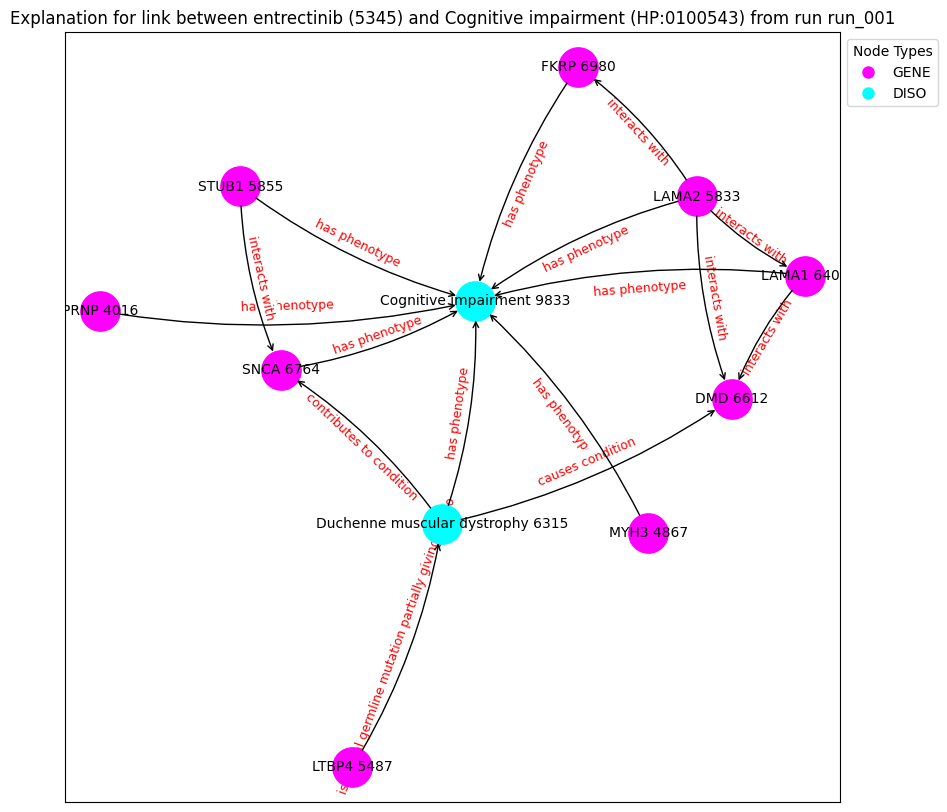 Explanation for link between entrectinib (5345) and Cognitive impairment (HP:0100543) from run run_001
Node Types
GENE
DISO
FKRP 6980
interacts with
has phenotype
STUB1 5855
LAMA2 5833
has phenotype
interacts with
has phenotype
interacts with
interacts with
LAMA1 640
has phenotype
Cognitive impairment 9833
PRNP 4016
has phenotype
interacts with
has phenotype
SNCA 6764
DMD 6612
has phenotype
has phenotyp
contributes to condition
causes condition
Duchenne muscular dystrophy 6315
MYH3 4867
germline mutation partially giving
LTBP4 5487